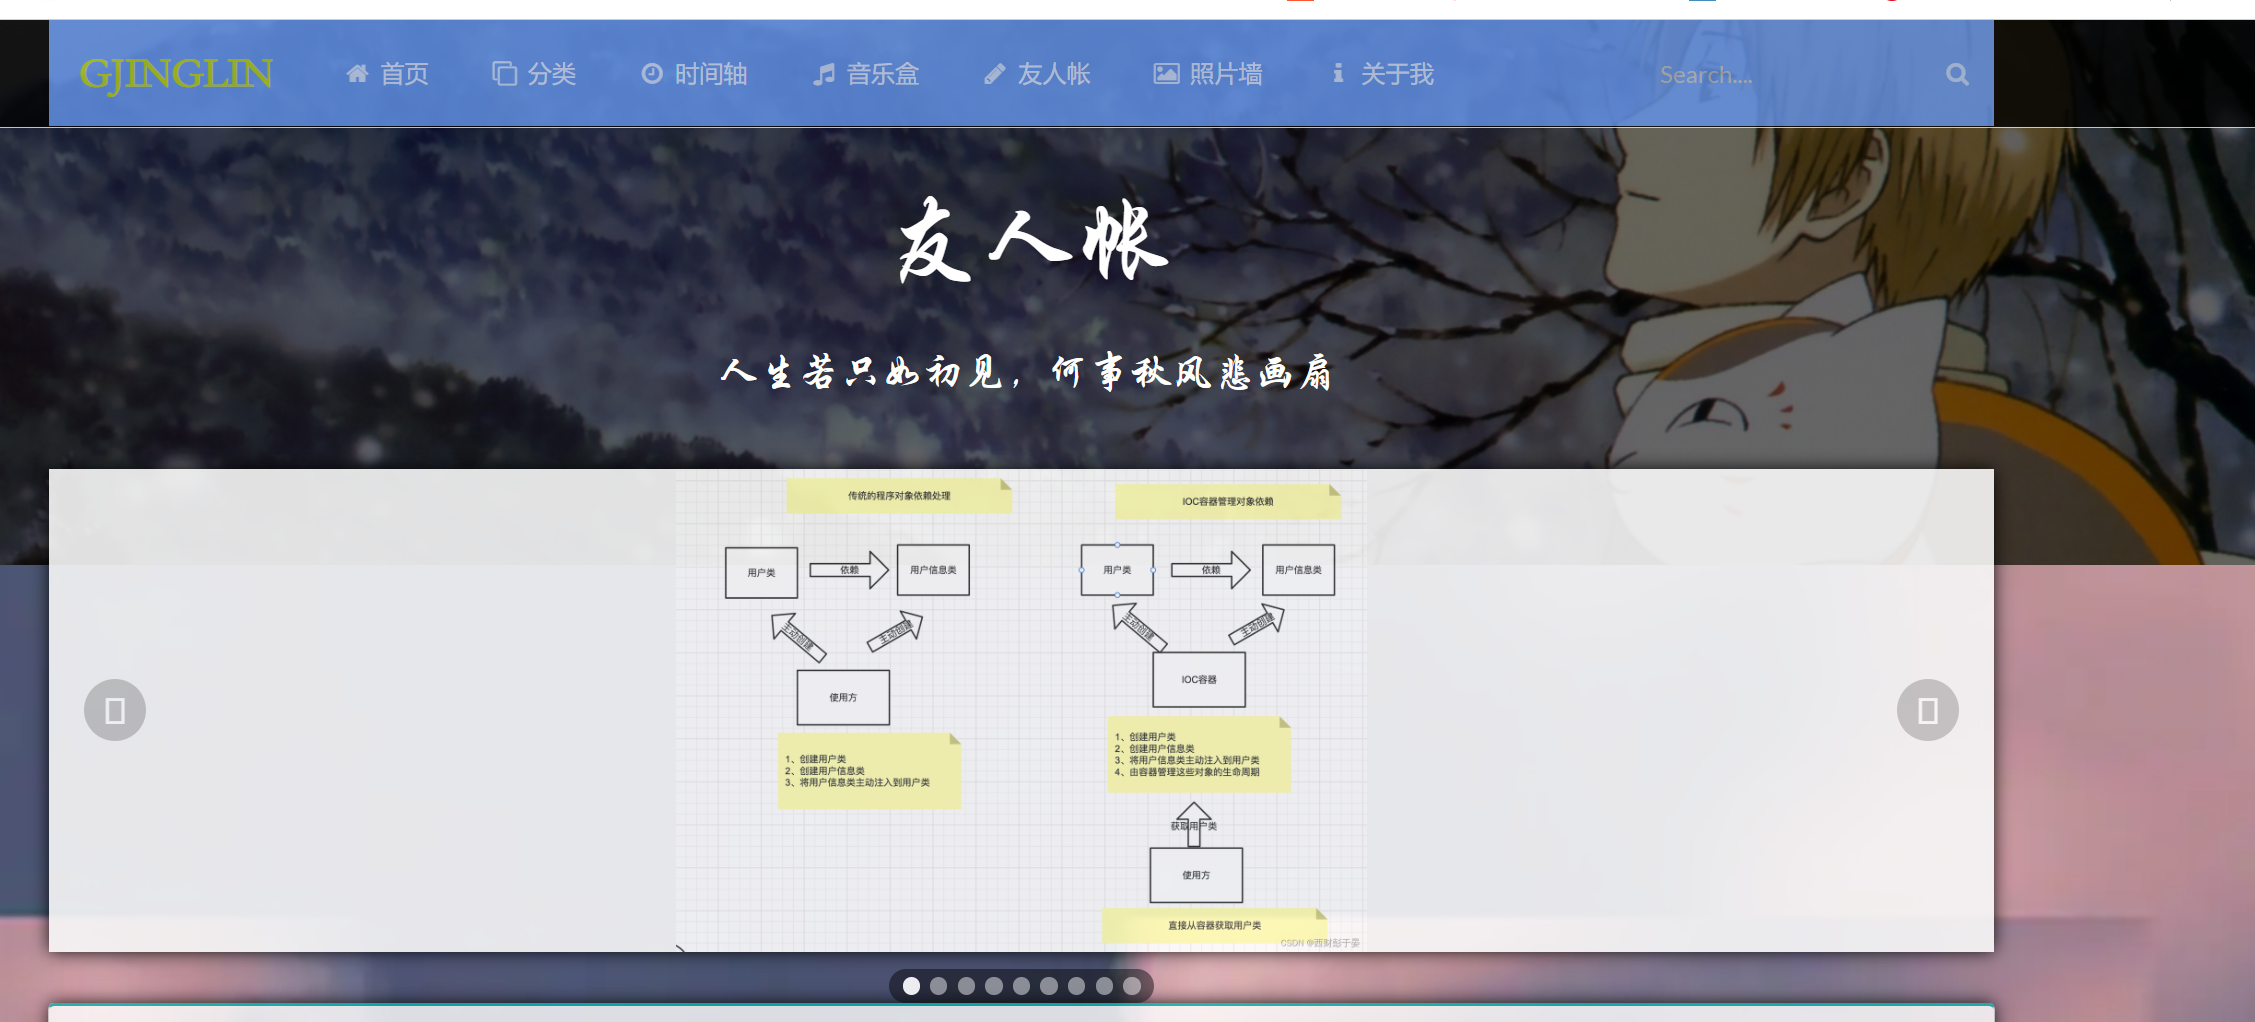 GJINGLIN 首页 分类 时间轴 音乐盒 友人帐 照片墙 关于我 Search....
友人帐
人生若只如初见，何事秋风悲画扇
传统的程序对象依赖处理
用户类
依赖
用户信息类
主动创建
主动创建
使用方
1、创建用户类
2、创建用户信息类
3、将用户信息类主动注入到用户类
IOC容器管理对象依赖
用户类
依赖
用户信息类
主动创建
主动创建
IOC容器
1、创建用户类
2、创建用户信息类
3、将用户信息类主动注入到用户类
4、由容器管理这些对象的生命周期
获取用户类
使用方
直接从容器获取用户类
CSDN @西财彭于晏